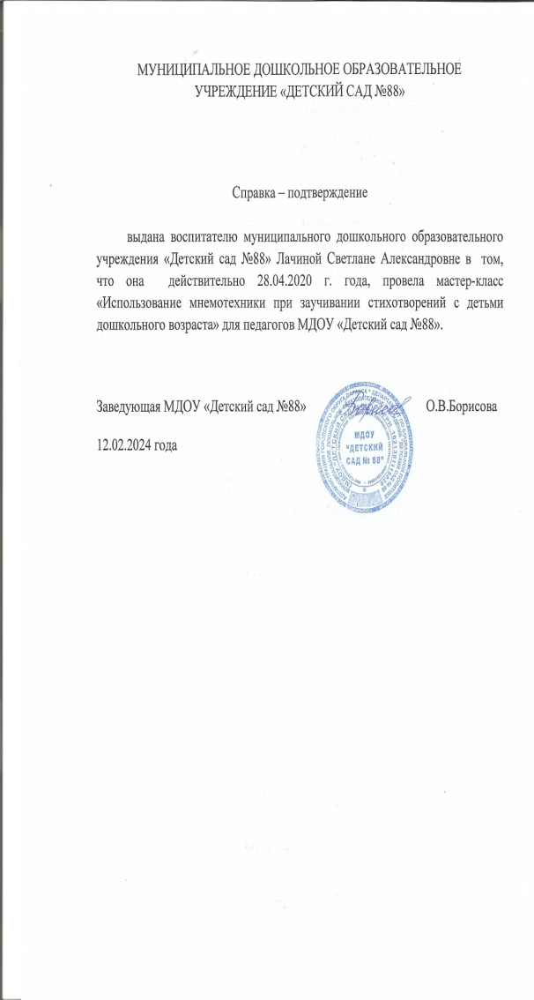 МУНИЦИПАЛЬНОЕ ДОШКОЛЬНОЕ ОБРАЗОВАТЕЛЬНОЕ
УЧРЕЖДЕНИЕ «ДЕТСКИЙ САД №88»
Справка – подтверждение
выдана воспитателю муниципального дошкольного образовательного
учреждения «Детский сад №88» Лачиной Светлане Александровне в том,
что она действительно 28.04.2020 г. года, провела мастер-класс
«Использование мнемотехники при заучивании стихотворений с детьми
дошкольного возраста» для педагогов МДОУ «Детский сад №88».
Заведующая МДОУ «Детский сад №88» О.В.Борисова
МДОУ
"ДЕТСКИЙ
САД № 88"
12.02.2024 года